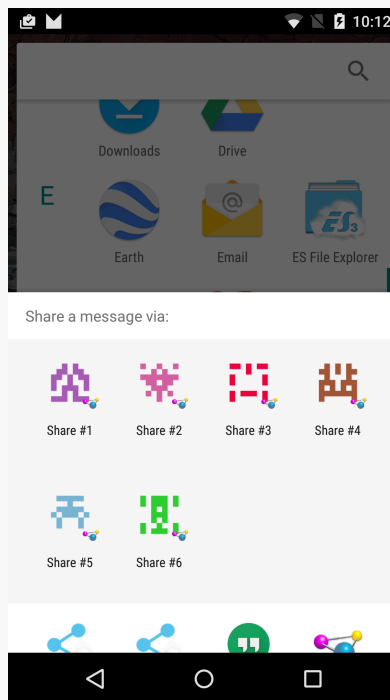 10:12
Downloads Drive
E
Earth Email ES File Explorer
Share a message via:
Share #1 Share #2 Share #3 Share #4
Share #5 Share #6